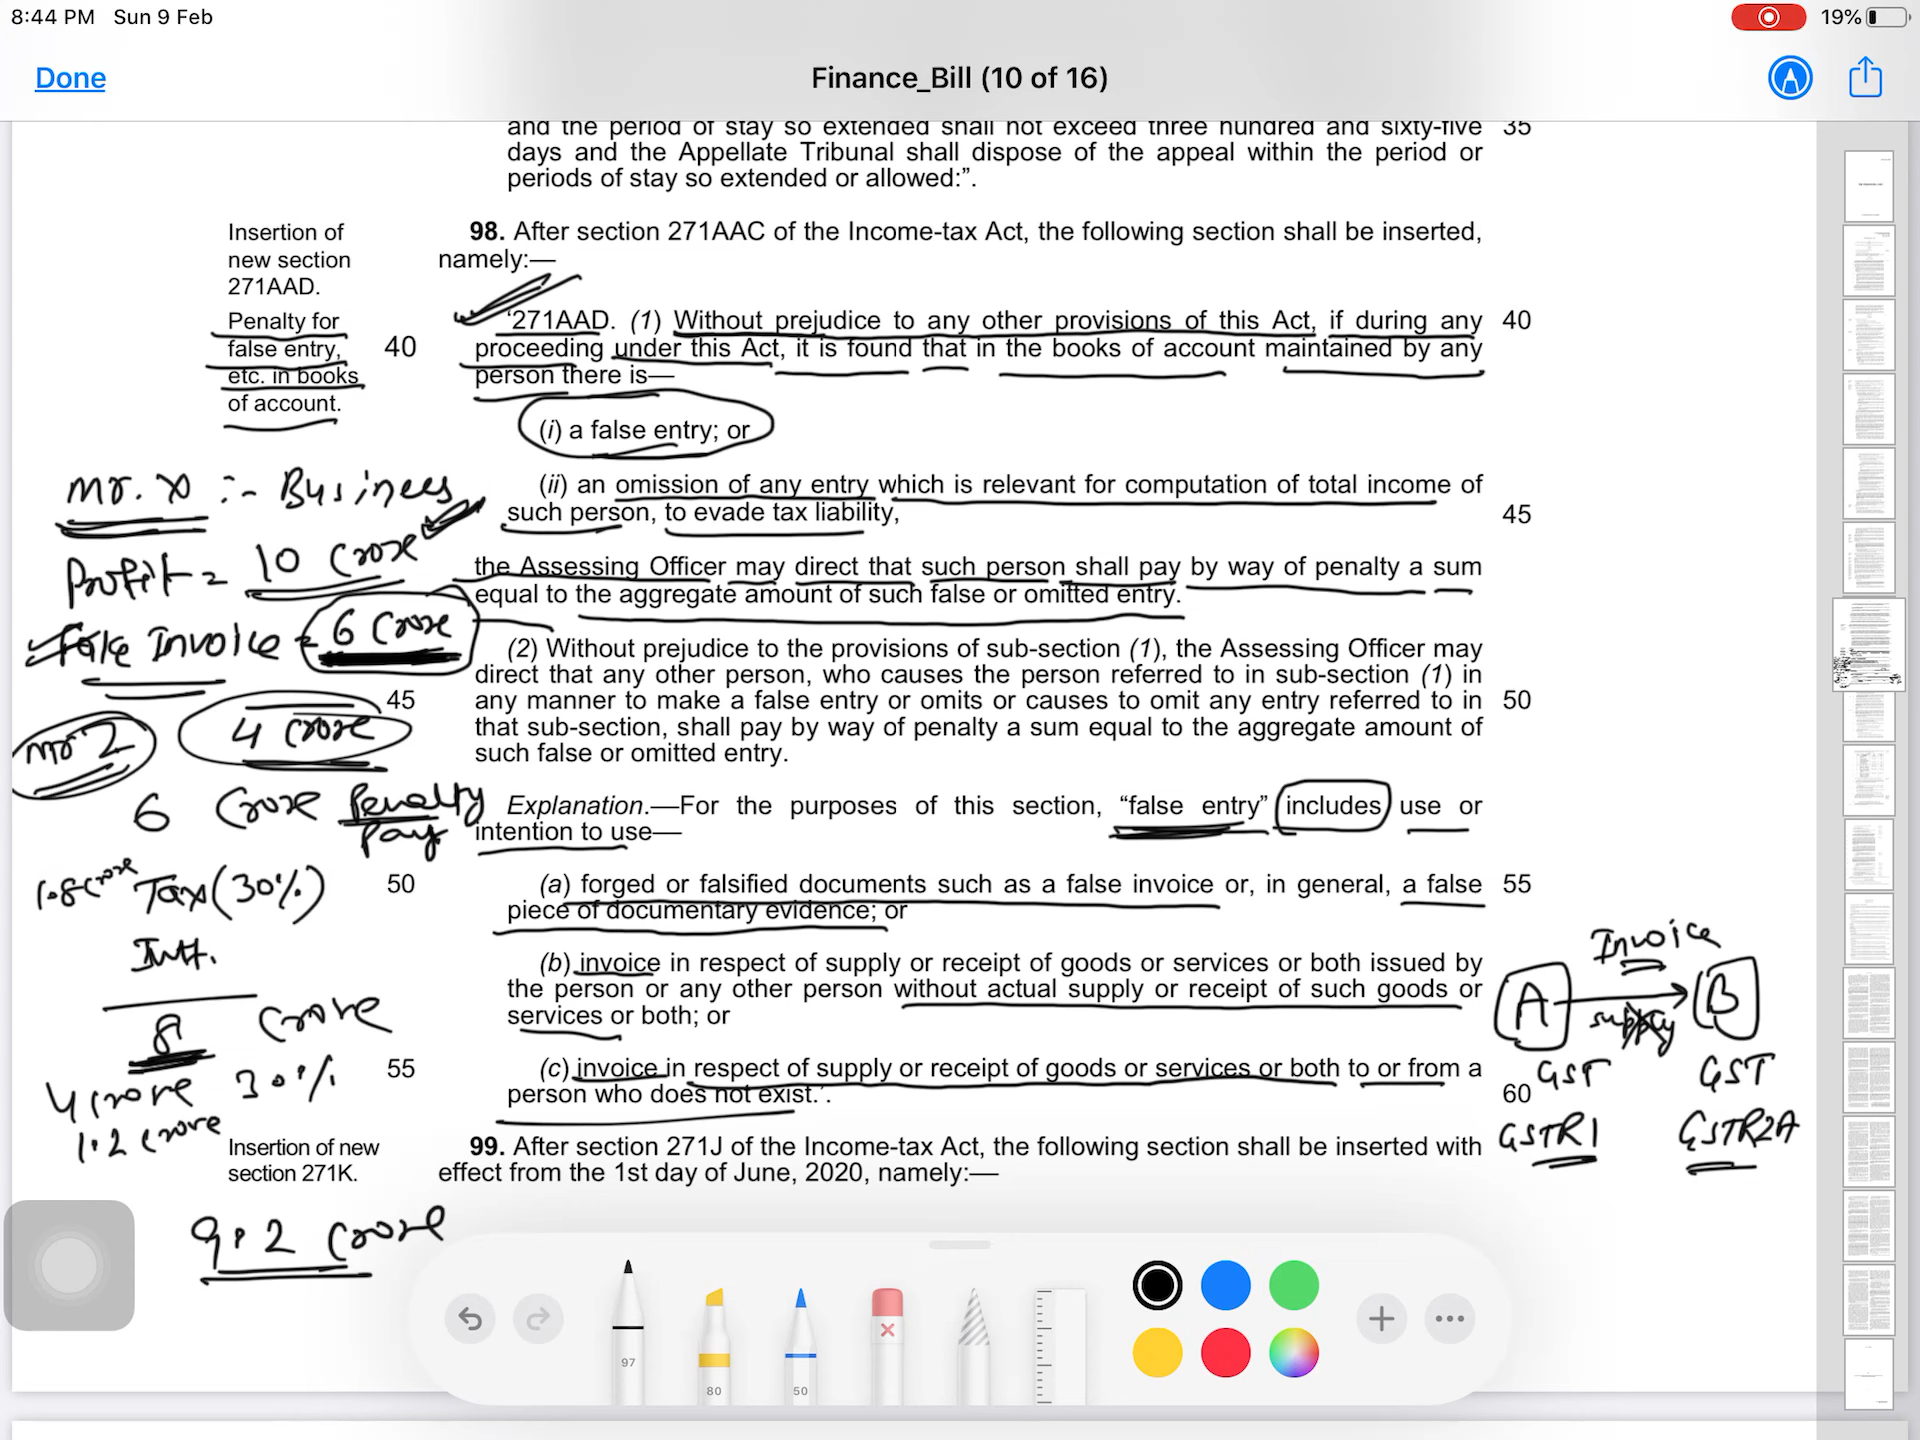 8:44 PM Sun 9 Feb
19%
Done
Finance_Bill (10 of 16)
and the period of stay so extended shall not exceed three hundred and sixty-five 35
days and the Appellate Tribunal shall dispose of the appeal within the period or
periods of stay so extended or allowed:”.
Insertion of
new section
271AAD.
98. After section 271AAC of the Income-tax Act, the following section shall be inserted,
namely:—
Penalty for
false entry,
etc. in books
of account.
40
‘271AAD. (1) Without prejudice to any other provisions of this Act, if during any 40
proceeding under this Act, it is found that in the books of account maintained by any
person there is—
(i) a false entry; or
(ii) an omission of any entry which is relevant for computation of total income of
such person, to evade tax liability, 45
the Assessing Officer may direct that such person shall pay by way of penalty a sum
equal to the aggregate amount of such false or omitted entry.
(2) Without prejudice to the provisions of sub-section (1), the Assessing Officer may
direct that any other person, who causes the person referred to in sub-section (1) in
45 any manner to make a false entry or omits or causes to omit any entry referred to in 50
that sub-section, shall pay by way of penalty a sum equal to the aggregate amount of
such false or omitted entry.
Explanation.—For the purposes of this section, “false entry” includes use or
intention to use—
50 (a) forged or falsified documents such as a false invoice or, in general, a false 55
piece of documentary evidence; or
(b) invoice in respect of supply or receipt of goods or services or both issued by
the person or any other person without actual supply or receipt of such goods or
services or both; or
55 (c) invoice in respect of supply or receipt of goods or services or both to or from a
person who does not exist.’. 60
Insertion of new
section 271K.
99. After section 271J of the Income-tax Act, the following section shall be inserted with
effect from the 1st day of June, 2020, namely:—
Mr. X :- Business
Profit = 10 Crore
Fake Invoice = 6 Crore
4 Crore
Mr Z
6 Crore Penalty
Pay
1.8 Crore Tax (30%)
Intt.
8 Crore
4 Crore 30%
1.2 Crore
9.2 Crore
Invoice
A B
supply
GST GST
GSTR1 GSTR2A
97
80
50